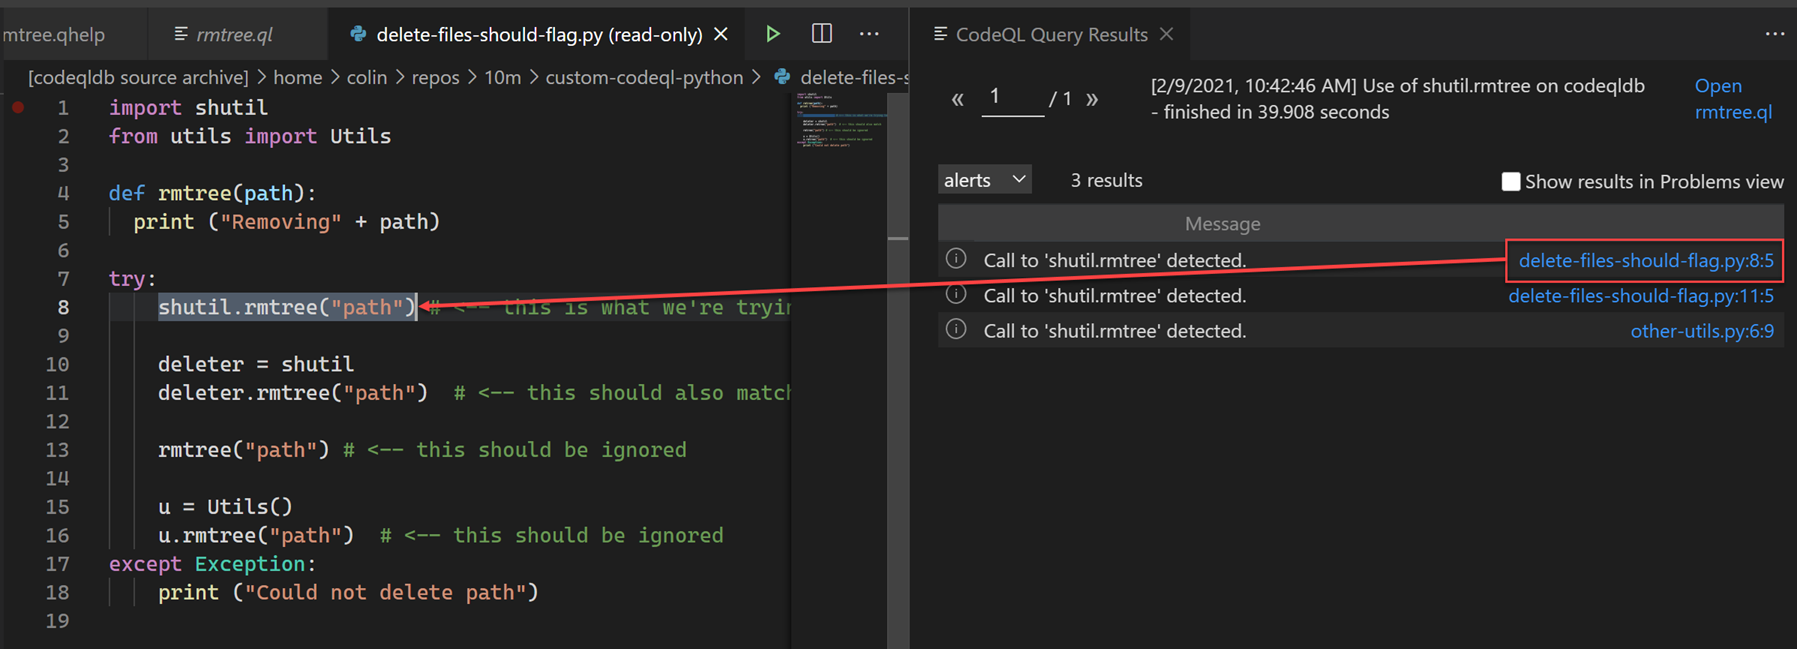 mtree.qhelp
rmtree.ql
delete-files-should-flag.py (read-only)
[codeqldb source archive] > home > colin > repos > 10m > custom-codeql-python > delete-files-s
1 import shutil
2 from utils import Utils
3
4 def rmtree(path):
5 print ("Removing" + path)
6
7 try:
8 shutil.rmtree("path") # <-- this is what we're tryin
9
10 deleter = shutil
11 deleter.rmtree("path") # <-- this should also match
12
13 rmtree("path") # <-- this should be ignored
14
15 u = Utils()
16 u.rmtree("path") # <-- this should be ignored
17 except Exception:
18 print ("Could not delete path")
19
CodeQL Query Results
« 1 / 1 »
[2/9/2021, 10:42:46 AM] Use of shutil.rmtree on codeqldb
- finished in 39.908 seconds
Open
rmtree.ql
alerts
3 results
Show results in Problems view
Message
Call to 'shutil.rmtree' detected. delete-files-should-flag.py:8:5
Call to 'shutil.rmtree' detected. delete-files-should-flag.py:11:5
Call to 'shutil.rmtree' detected. other-utils.py:6:9